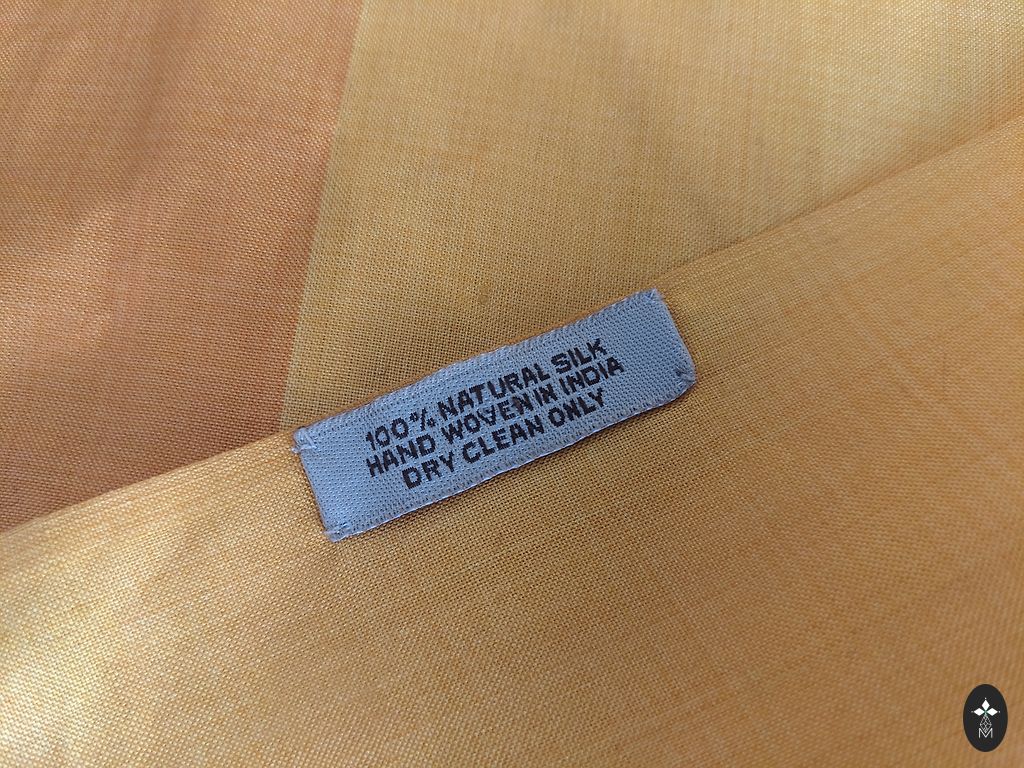 100% NATURAL SILK
HAND WOVEN IN INDIA
DRY CLEAN ONLY
M